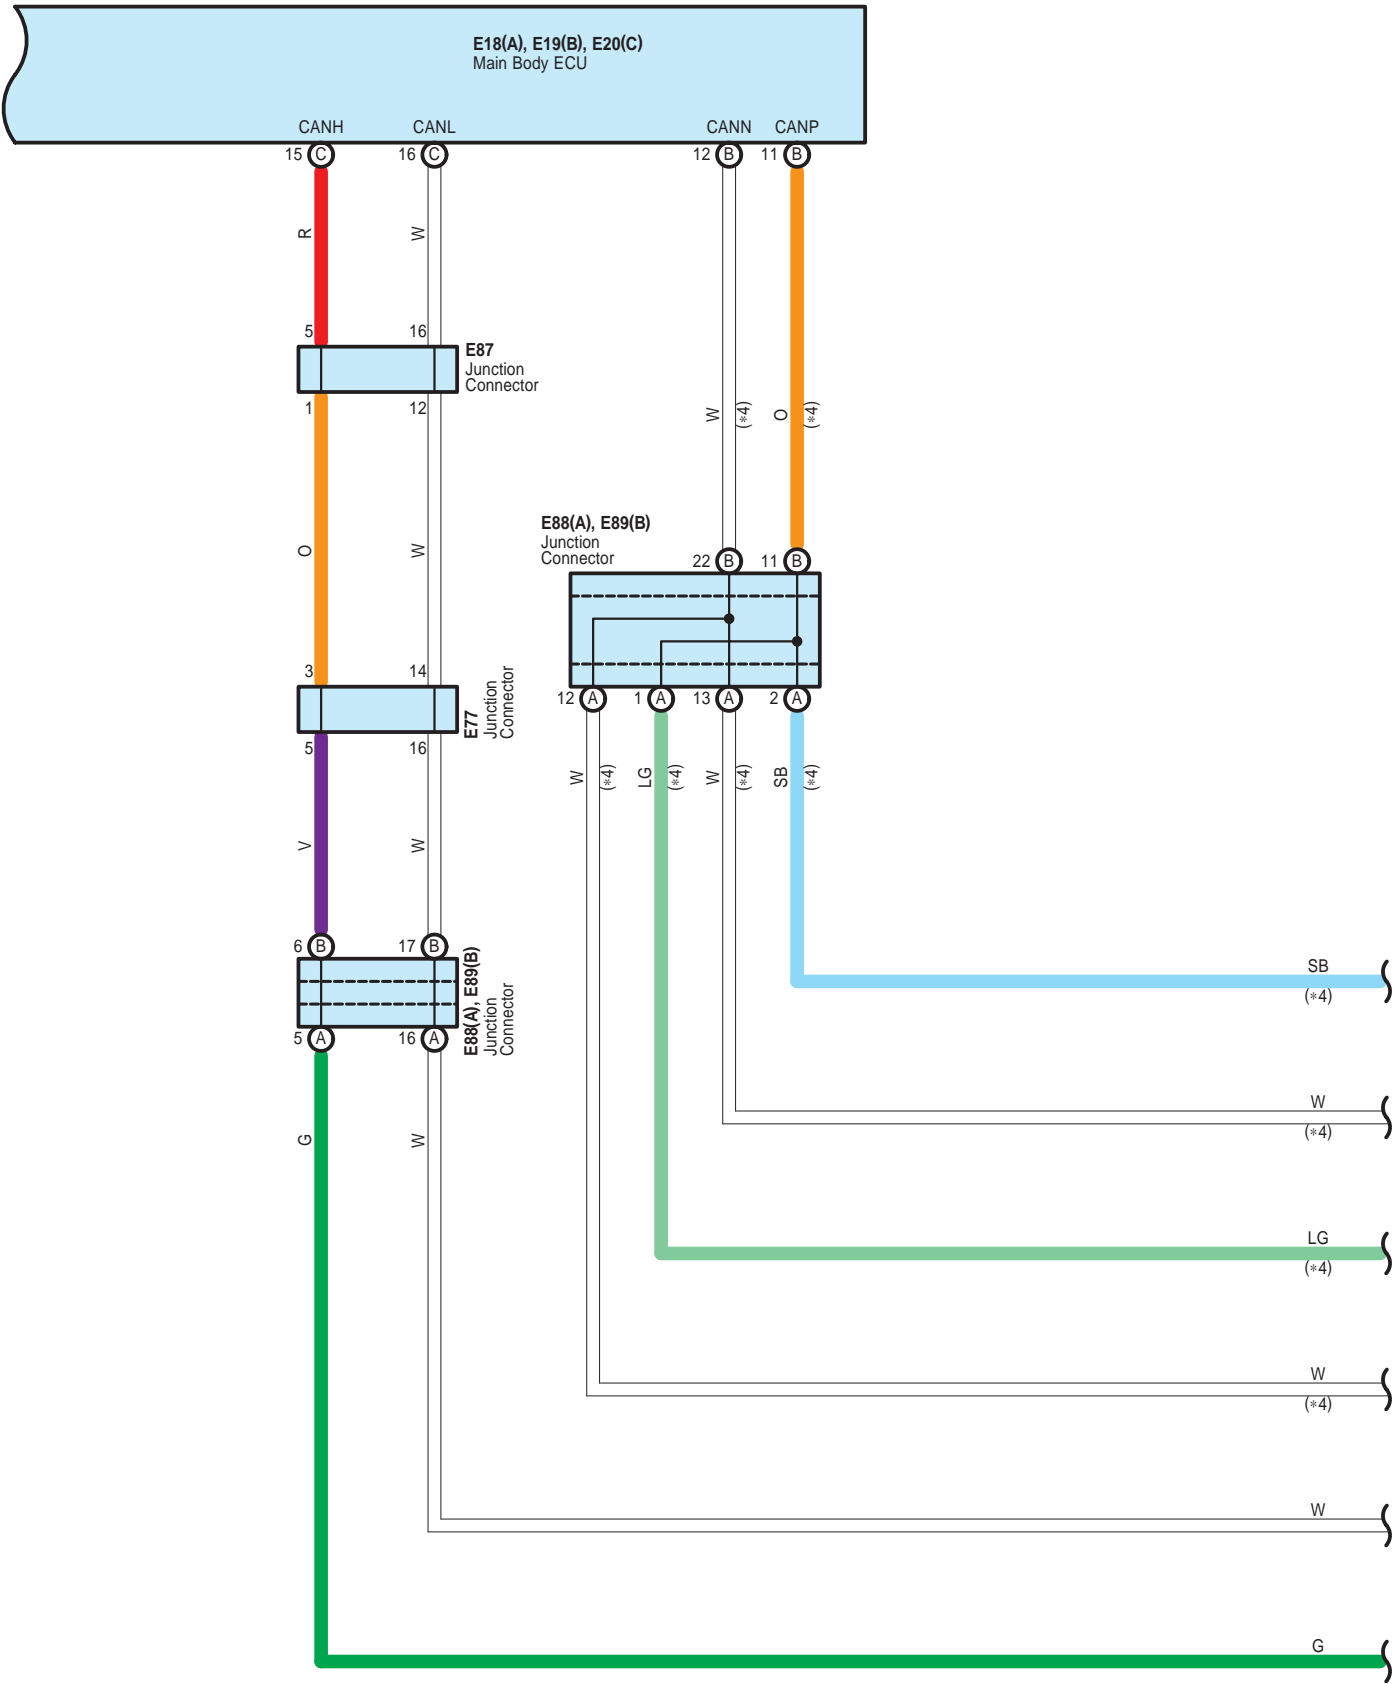 E18(A), E19(B), E20(C)
Main Body ECU
CANH CANL CANN CANP
15 C 16 C 12 B 11 B
R W
5 16
E87
Junction
Connector
1 12
W (*4) O (*4)
E88(A), E89(B)
Junction
Connector
O W
22 B 11 B
3 14
E77
Junction
Connector
12 A 1 A 13 A 2 A
5 16
W (*4) LG (*4) W (*4) SB (*4)
V W
6 B 17 B
E88(A), E89(B)
Junction
Connector
5 A 16 A
SB
(*4)
W
(*4)
G W
LG
(*4)
W
(*4)
W
G